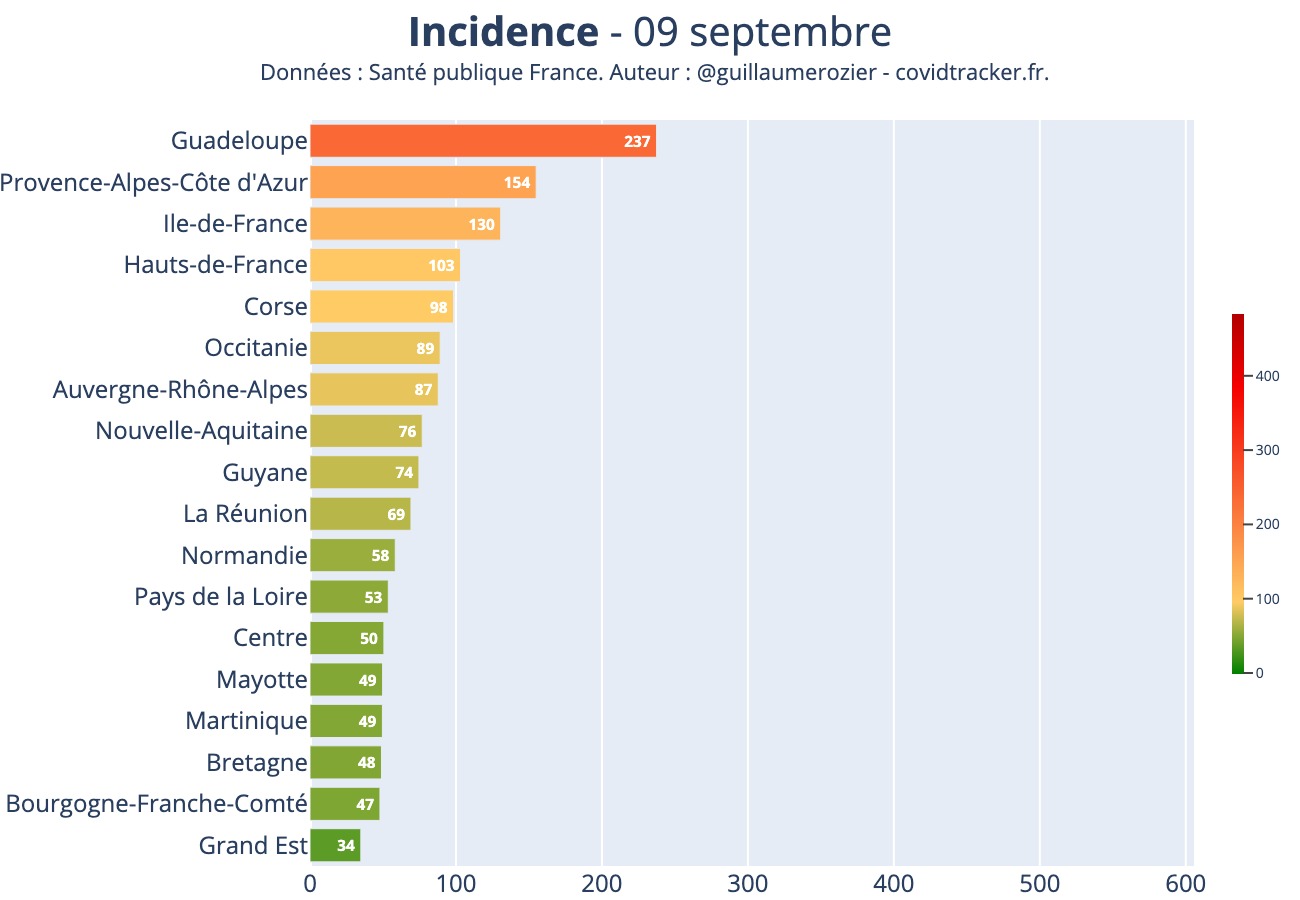 Incidence - 09 septembre
Données : Santé publique France. Auteur : @guillaumerozier - covidtracker.fr.
Guadeloupe 237
Provence-Alpes-Côte d'Azur 154
Ile-de-France 130
Hauts-de-France 103
Corse 98
Occitanie 89
Auvergne-Rhône-Alpes 87
Nouvelle-Aquitaine 76
Guyane 74
La Réunion 69
Normandie 58
Pays de la Loire 53
Centre 50
Mayotte 49
Martinique 49
Bretagne 48
Bourgogne-Franche-Comté 47
Grand Est 34
0 100 200 300 400 500 600
400
300
200
100
0